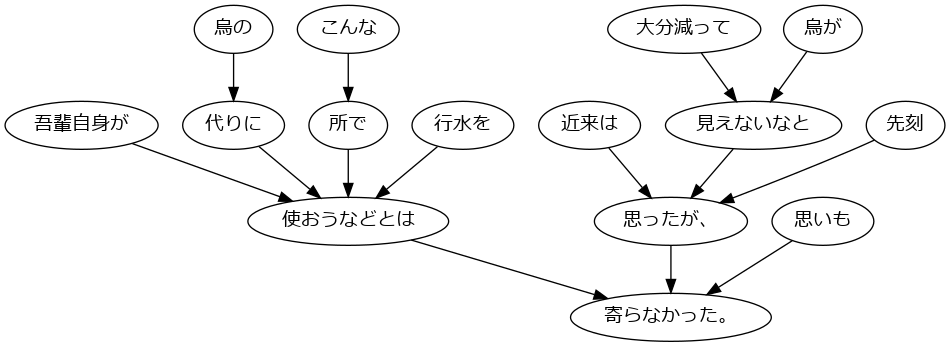 烏の
こんな
大分減って
烏が
吾輩自身が
代りに
所で
行水を
近来は
見えないなと
先刻
使おうなどとは
思ったが、
思いも
寄らなかった。